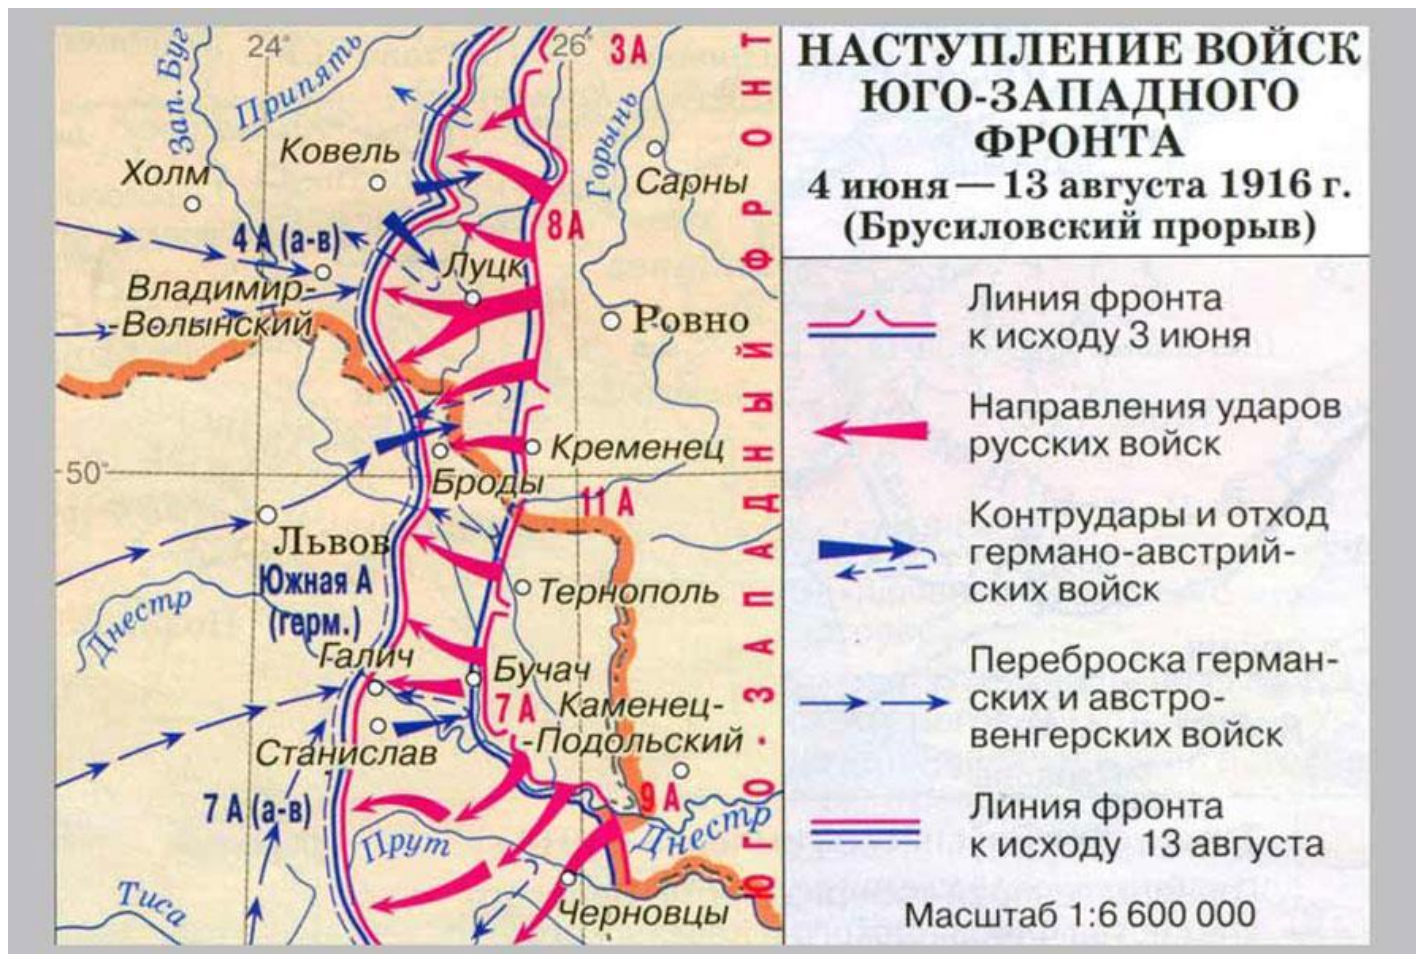 24°
26°
3А
Зап. Буг
Припять
Горынь
Ковель
Холм
Сарны
8А
4 А (а-в)
Луцк
Владимир-
-Волынский
Ровно
Кременец
50°
Броды
11 А
Львов
Южная А
(герм.)
Тернополь
Днестр
Галич
Бучач
7 А
Каменец-
-Подольский
Станислав
7 А (а-в)
9 А
Днестр
Прут
Тиса
Черновцы
ЮГО-ЗАПАДНЫЙ ФРОНТ
НАСТУПЛЕНИЕ ВОЙСК
ЮГО-ЗАПАДНОГО
ФРОНТА
4 июня — 13 августа 1916 г.
(Брусиловский прорыв)
Линия фронта
к исходу 3 июня
Направления ударов
русских войск
Контрудары и отход
германо-австрий-
ских войск
Переброска герман-
ских и австро-
венгерских войск
Линия фронта
к исходу 13 августа
Масштаб 1:6 600 000